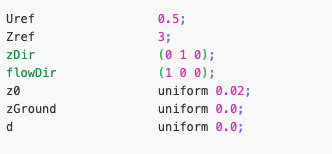 Uref 0.5;
Zref 3;
zDir (0 1 0);
flowDir (1 0 0);
z0 uniform 0.02;
zGround uniform 0.0;
d uniform 0.0;